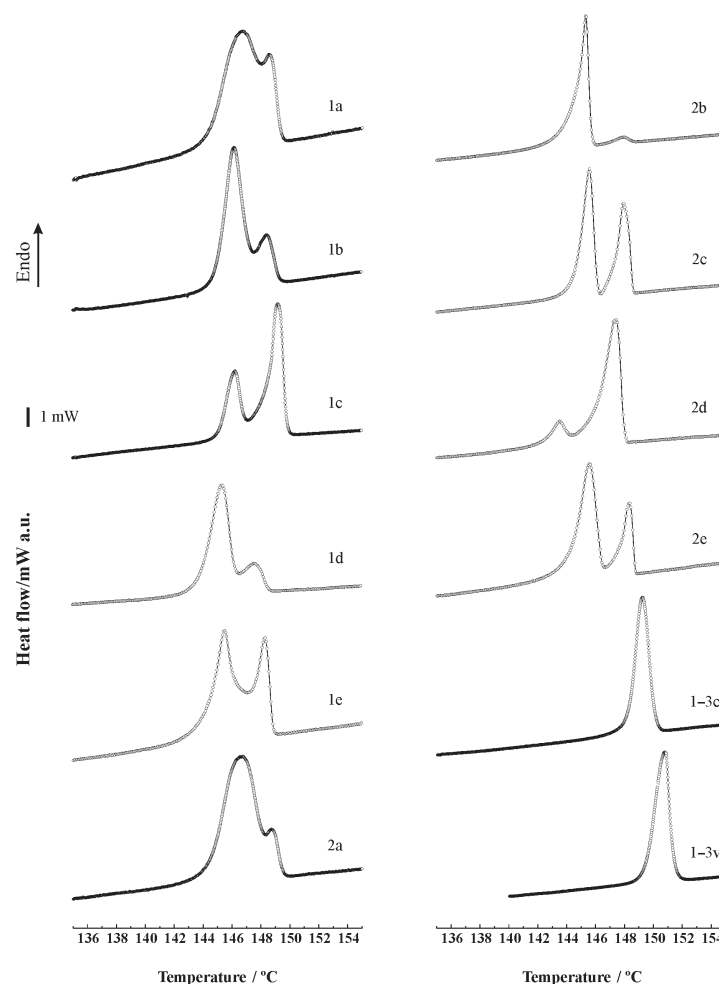 1a
1b
Endo
1c
1 mW
1d
Heat flow/mW a.u.
1e
2a
136 138 140 142 144 146 148 150 152 154
Temperature / ºC
2b
2c
2d
2e
1–3c
1–3v
136 138 140 142 144 146 148 150 152 154
Temperature / ºC